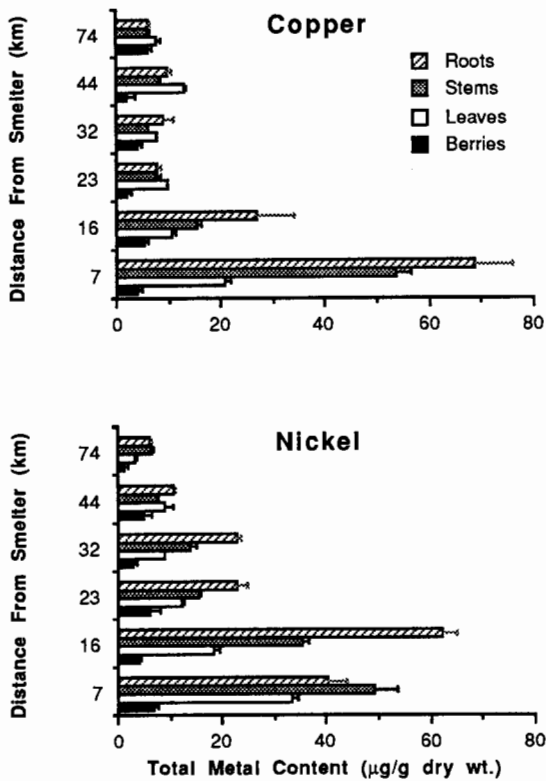 Copper
Distance From Smelter (km)
74
44
32
23
16
7
Roots
Stems
Leaves
Berries
0 20 40 60 80
Nickel
Distance From Smelter (km)
74
44
32
23
16
7
0 20 40 60 80
Total Metal Content (µg/g dry wt.)